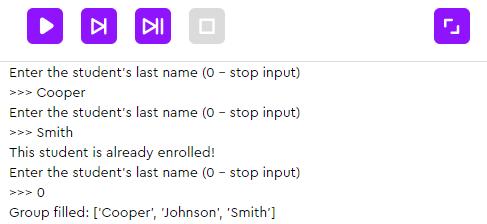 Enter the student's last name (0 – stop input)
>>> Cooper
Enter the student's last name (0 – stop input)
>>> Smith
This student is already enrolled!
Enter the student's last name (0 – stop input)
>>> 0
Group filled: ['Cooper', 'Johnson', 'Smith']